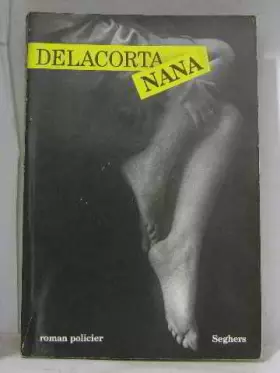 DELACORTA
NANA
roman policier
Seghers